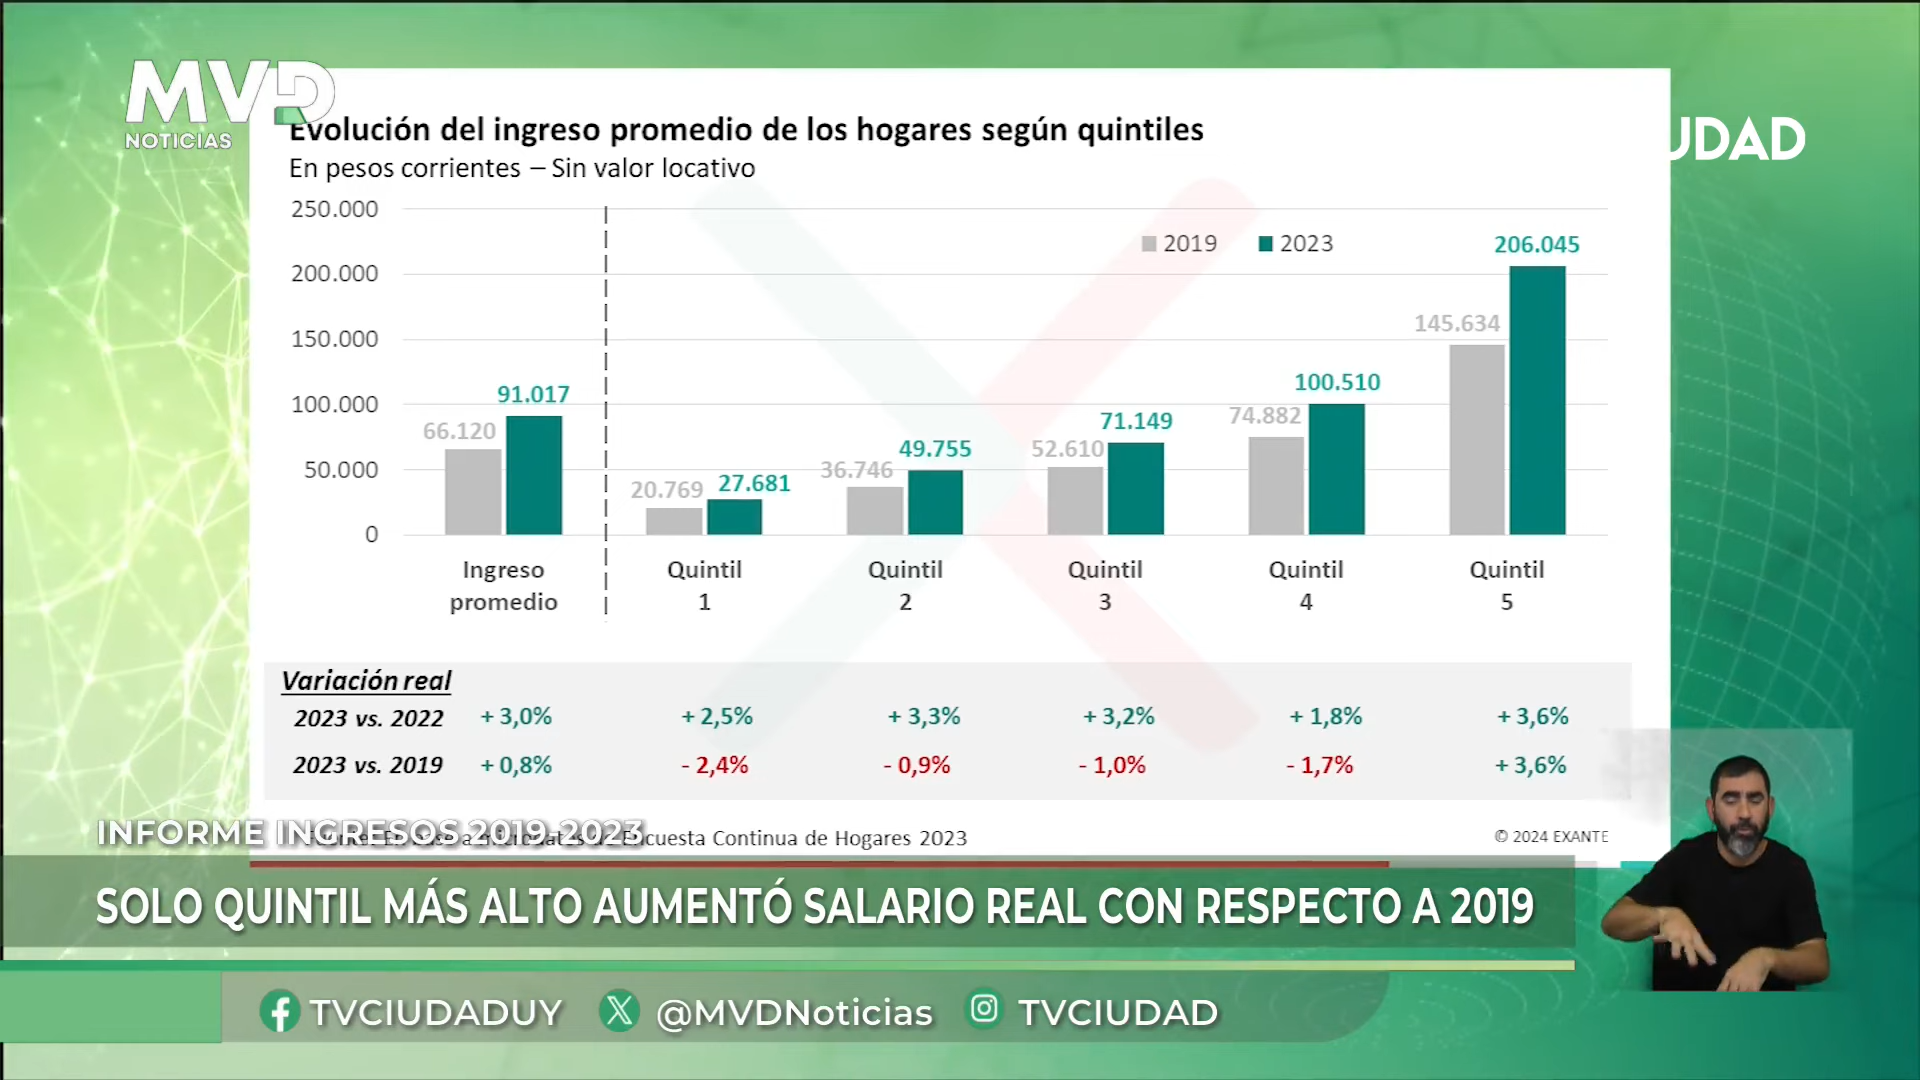 MVD
NOTICIAS
UDAD
Evolución del ingreso promedio de los hogares según quintiles
En pesos corrientes – Sin valor locativo
250.000
200.000
150.000
100.000
50.000
0
2019 2023
66.120 91.017
20.769 27.681
36.746 49.755
52.610 71.149
74.882 100.510
145.634 206.045
Ingreso promedio
Quintil 1
Quintil 2
Quintil 3
Quintil 4
Quintil 5
Variación real
2023 vs. 2022 + 3,0% + 2,5% + 3,3% + 3,2% + 1,8% + 3,6%
2023 vs. 2019 + 0,8% - 2,4% - 0,9% - 1,0% - 1,7% + 3,6%
INFORME INGRESOS 2019-2023
Encuesta Continua de Hogares 2023
© 2024 EXANTE
SOLO QUINTIL MÁS ALTO AUMENTÓ SALARIO REAL CON RESPECTO A 2019
TVCIUDADUY @MVDNoticias TVCIUDAD